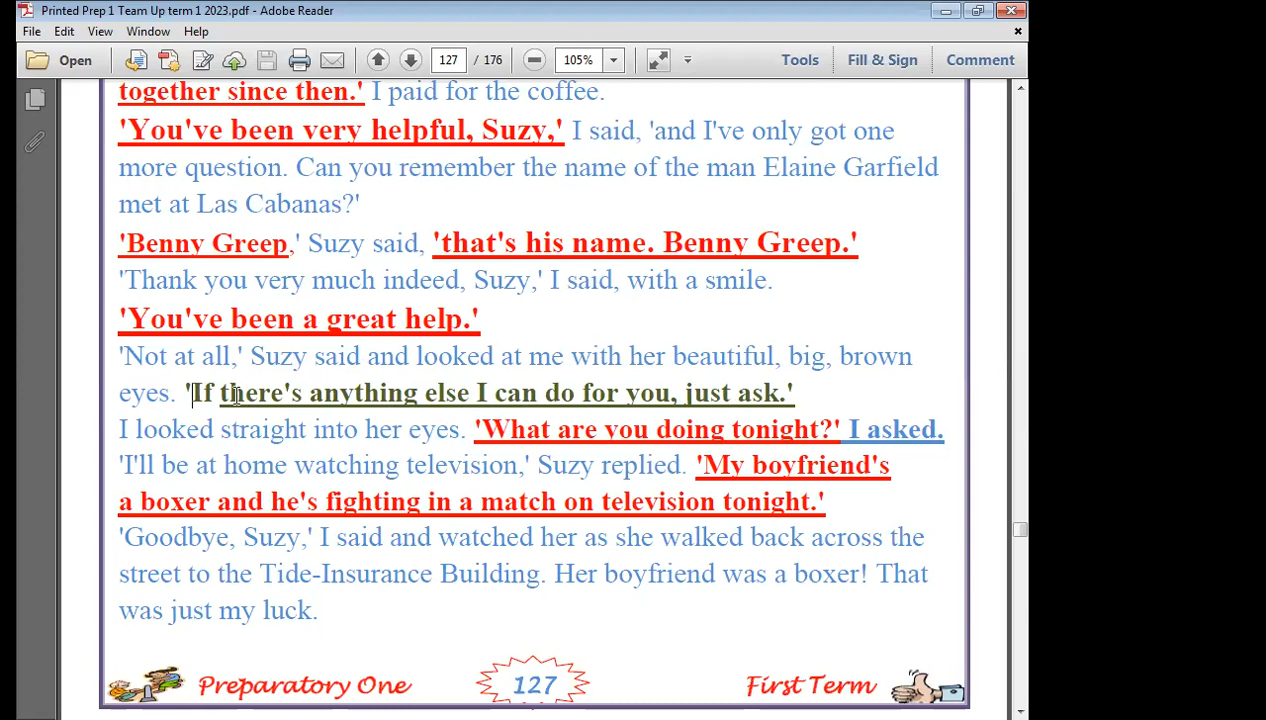 Printed Prep 1 Team Up term 1 2023.pdf - Adobe Reader
File Edit View Window Help
Open 127 / 176 105% Tools Fill & Sign Comment
together since then.' I paid for the coffee.
'You've been very helpful, Suzy,' I said, 'and I've only got one
more question. Can you remember the name of the man Elaine Garfield
met at Las Cabanas?'
'Benny Greep,' Suzy said, 'that's his name. Benny Greep.'
'Thank you very much indeed, Suzy,' I said, with a smile.
'You've been a great help.'
'Not at all,' Suzy said and looked at me with her beautiful, big, brown
eyes. 'If there's anything else I can do for you, just ask.'
I looked straight into her eyes. 'What are you doing tonight?' I asked.
'I'll be at home watching television,' Suzy replied. 'My boyfriend's
a boxer and he's fighting in a match on television tonight.'
'Goodbye, Suzy,' I said and watched her as she walked back across the
street to the Tide-Insurance Building. Her boyfriend was a boxer! That
was just my luck.
Preparatory One 127 First Term